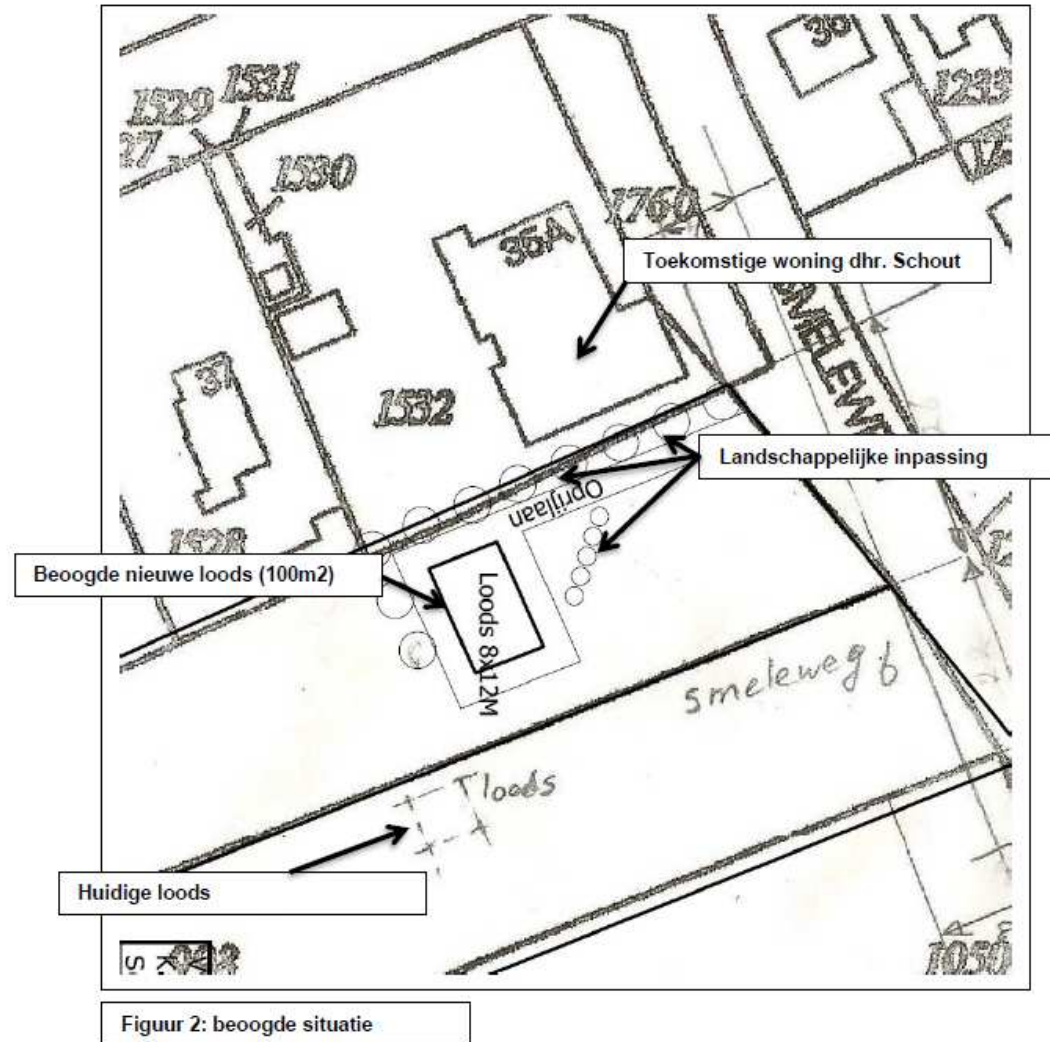 36
1529
1531
1233
27
1530
1760
35A
Toekomstige woning dhr. Schout
37
1532
Landschappelijke inpassing
Oprijlaan
1528
Beoogde nieuwe loods (100m2)
Loods 8x12M
smeleweg 6
loods
Huidige loods
1050
Figuur 2: beoogde situatie